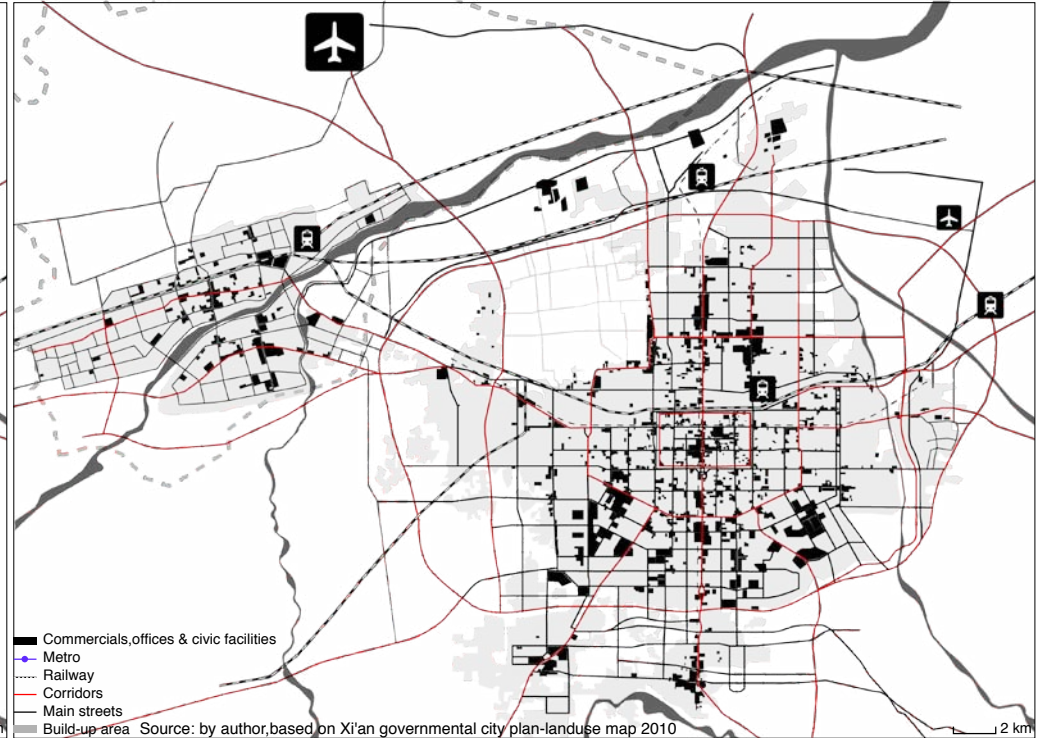 Commercials,offices & civic facilities
Metro
Railway
Corridors
Main streets
Build-up area Source: by author,based on Xi'an governmental city plan-landuse map 2010
2 km